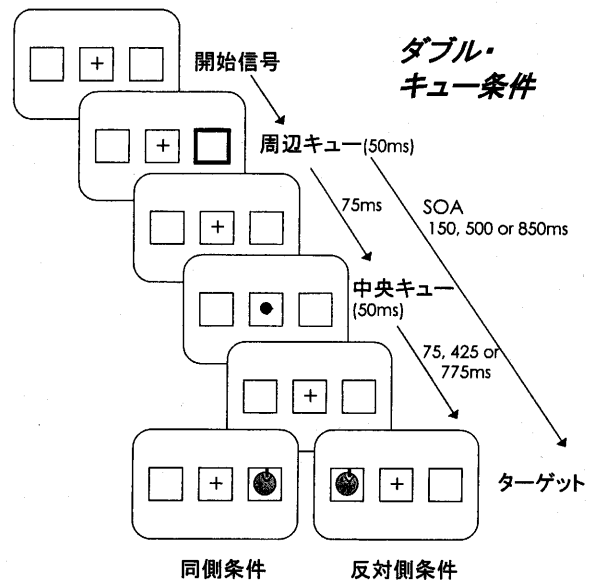 ダブル・
キュー条件
開始信号
周辺キュー(50ms)
75ms
SOA
150, 500 or 850ms
中央キュー
(50ms)
75, 425 or
775ms
ターゲット
同側条件
反対側条件